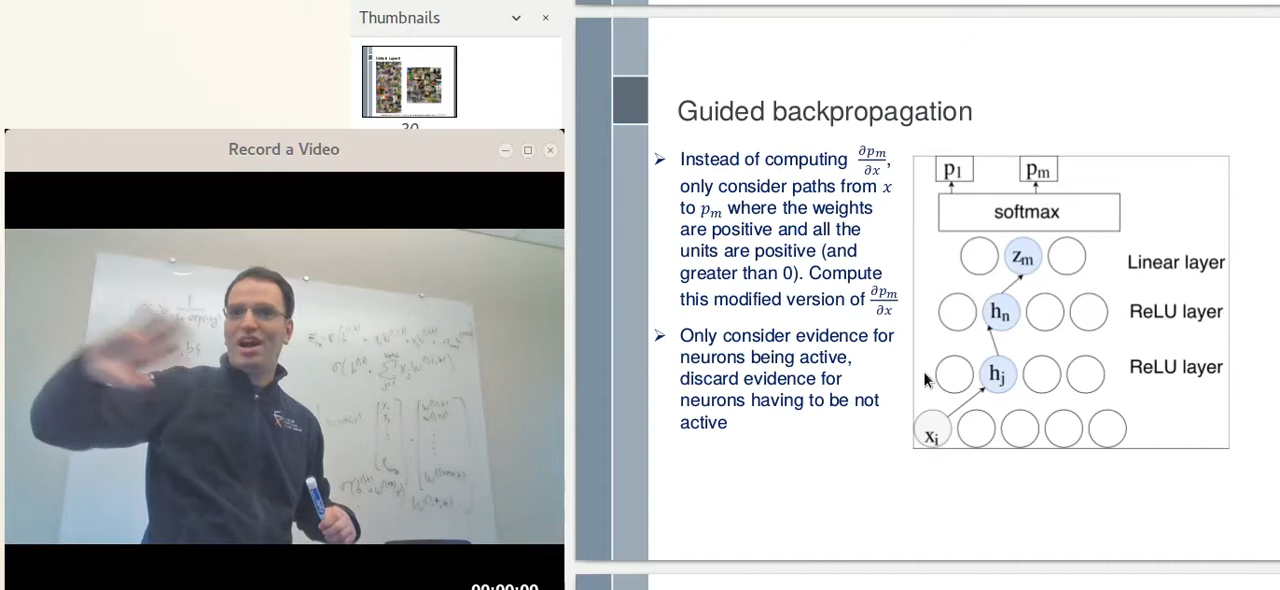 Thumbnails
30
Record a Video
00:00:00
Guided backpropagation
Instead of computing ∂pₘ/∂x,
only consider paths from x
to pₘ where the weights
are positive and all the
units are positive (and
greater than 0). Compute
this modified version of ∂pₘ/∂x
Only consider evidence for
neurons being active,
discard evidence for
neurons having to be not
active
p₁ pₘ
softmax
zₘ Linear layer
hₙ ReLU layer
hⱼ ReLU layer
xᵢ